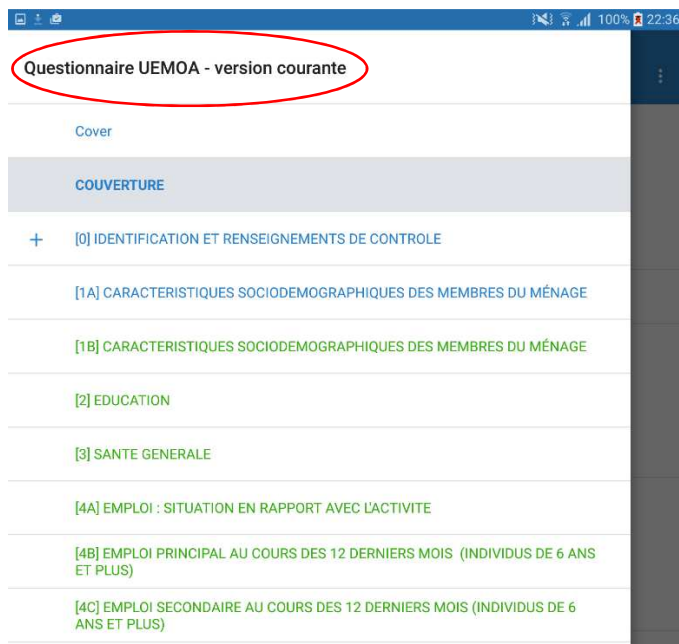 100% 22:36
Questionnaire UEMOA - version courante
Cover
COUVERTURE
+ [0] IDENTIFICATION ET RENSEIGNEMENTS DE CONTROLE
[1A] CARACTERISTIQUES SOCIODEMOGRAPHIQUES DES MEMBRES DU MÉNAGE
[1B] CARACTERISTIQUES SOCIODEMOGRAPHIQUES DES MEMBRES DU MÉNAGE
[2] EDUCATION
[3] SANTE GENERALE
[4A] EMPLOI : SITUATION EN RAPPORT AVEC L'ACTIVITE
[4B] EMPLOI PRINCIPAL AU COURS DES 12 DERNIERS MOIS (INDIVIDUS DE 6 ANS
ET PLUS)
[4C] EMPLOI SECONDAIRE AU COURS DES 12 DERNIERS MOIS (INDIVIDUS DE 6
ANS ET PLUS)